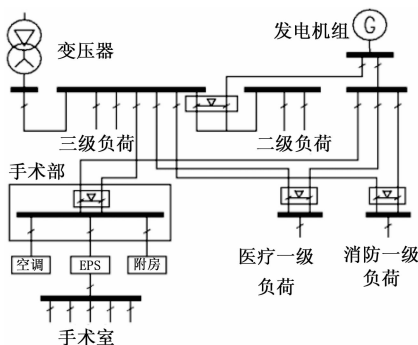 变压器
发电机组
G
三级负荷
二级负荷
手术部
空调
EPS
附房
医疗一级
负荷
消防一级
负荷
手术室